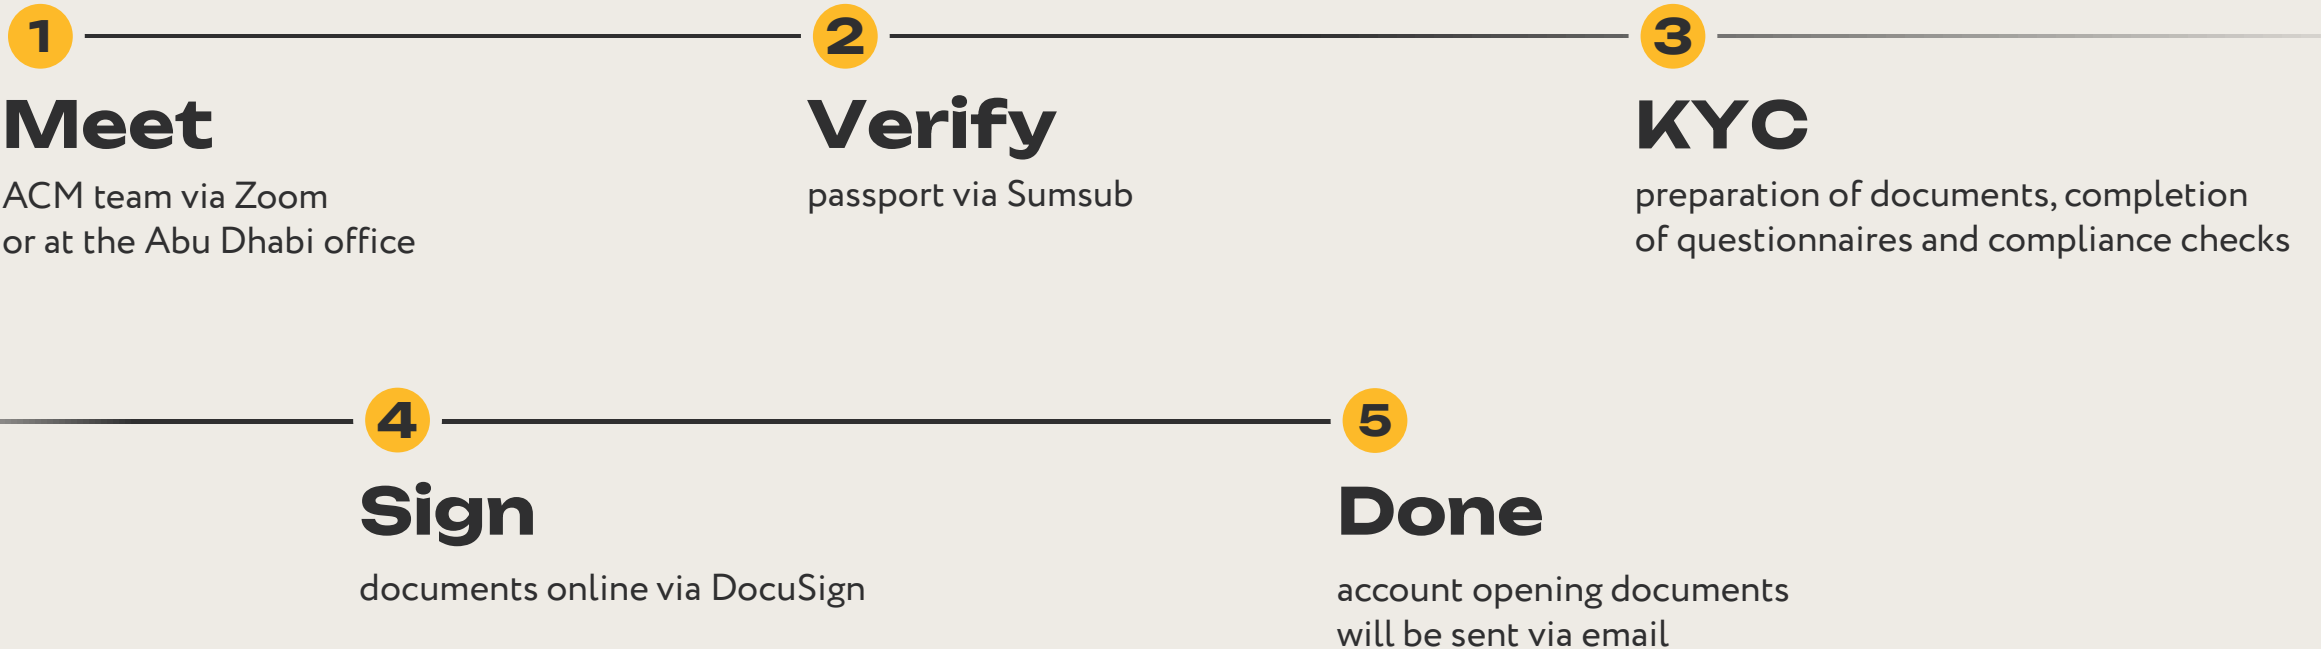 1
Meet
ACM team via Zoom
or at the Abu Dhabi office
2
Verify
passport via Sumsub
3
KYC
preparation of documents, completion
of questionnaires and compliance checks
4
Sign
documents online via DocuSign
5
Done
account opening documents
will be sent via email